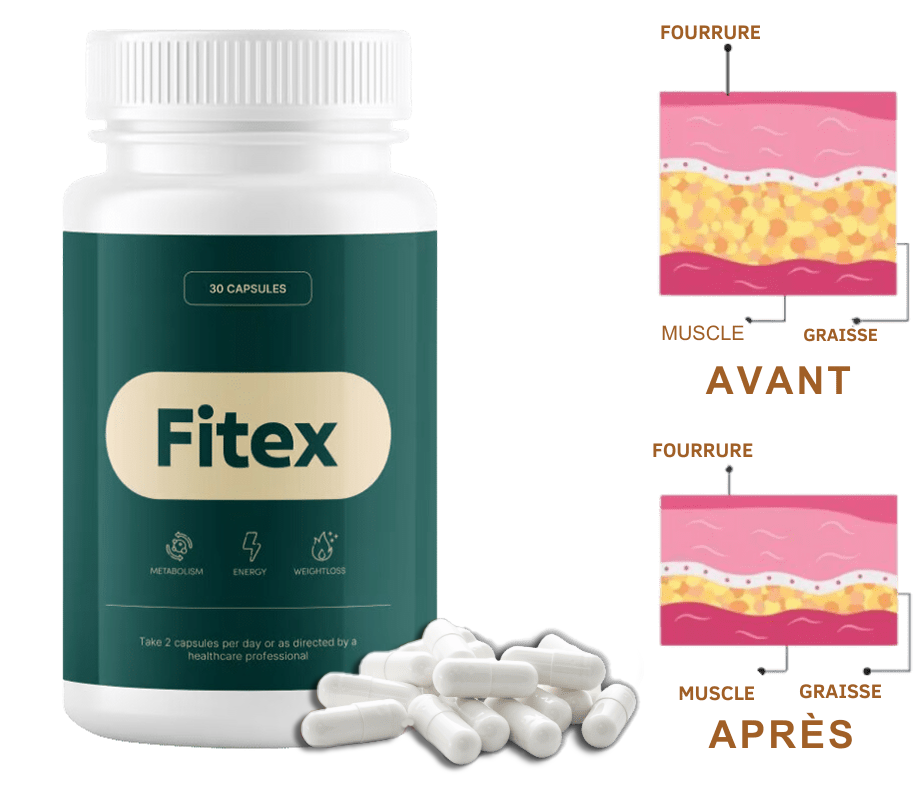 30 CAPSULES
Fitex
METABOLISM
ENERGY
WEIGHTLOSS
Take 2 capsules per day or as directed by a
healthcare professional
FOURRURE
MUSCLE
GRAISSE
AVANT
FOURRURE
MUSCLE
GRAISSE
APRÈS